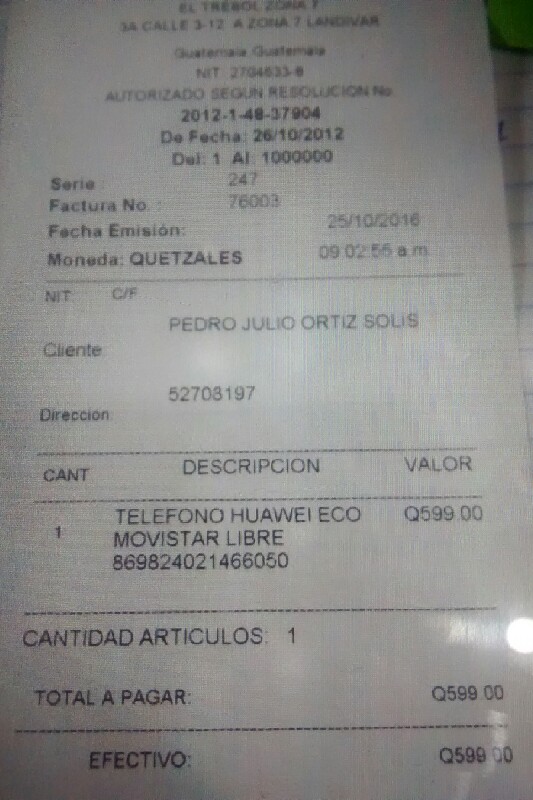 EL TREBOL ZONA 7
3A CALLE 3-12 A ZONA 7 LANDIVAR
Guatemala Guatemala
NIT: 2704633-8
AUTORIZADO SEGUN RESOLUCION No
2012-1-48-37904
De Fecha: 26/10/2012
Del: 1 Al: 1000000
Serie : 247
Factura No. : 76003
Fecha Emisión: 25/10/2016
Moneda: QUETZALES 09:02:55 a.m
NIT: C/F
PEDRO JULIO ORTIZ SOLIS
Cliente:
52708197
Direccion:
CANT DESCRIPCION VALOR
1 TELEFONO HUAWEI ECO Q599.00
MOVISTAR LIBRE
869824021466050
CANTIDAD ARTICULOS: 1
TOTAL A PAGAR: Q599.00
EFECTIVO: Q599.00